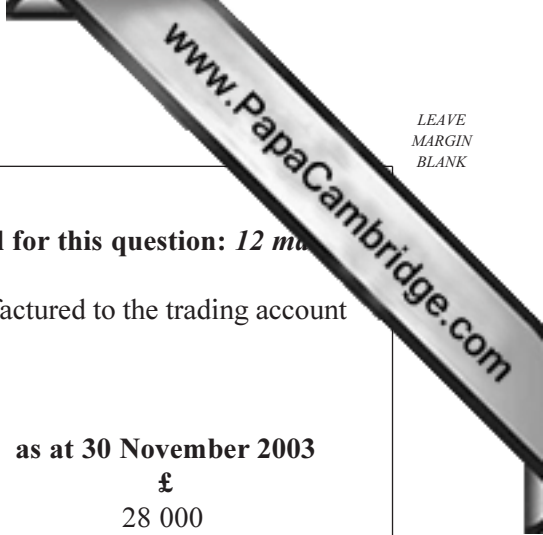 www.PapaCambridge.com
LEAVE
MARGIN
BLANK
for this question: 12
factured to the trading account
as at 30 November 2003
£
28 000